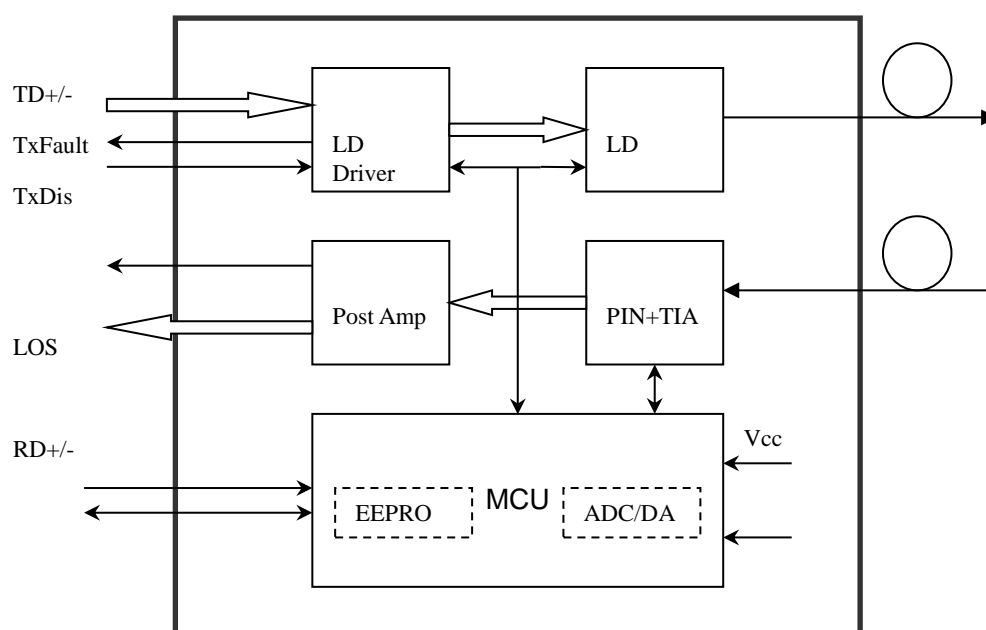 TD+/-
TxFault
TxDis
LD
Driver
LD
Post Amp
PIN+TIA
LOS
RD+/-
Vcc
EEPRO
MCU
ADC/DA